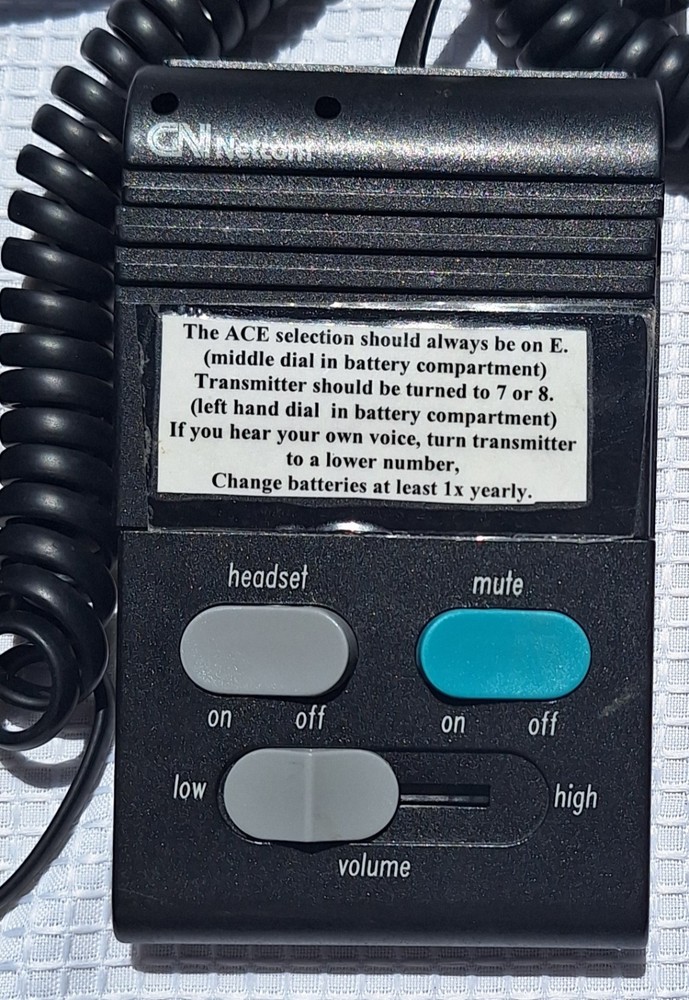 GN Netcom
The ACE selection should always be on E.
(middle dial in battery compartment)
Transmitter should be turned to 7 or 8.
(left hand dial in battery compartment)
If you hear your own voice, turn transmitter
to a lower number,
Change batteries at least 1x yearly.
headset mute
on off on off
low high
volume